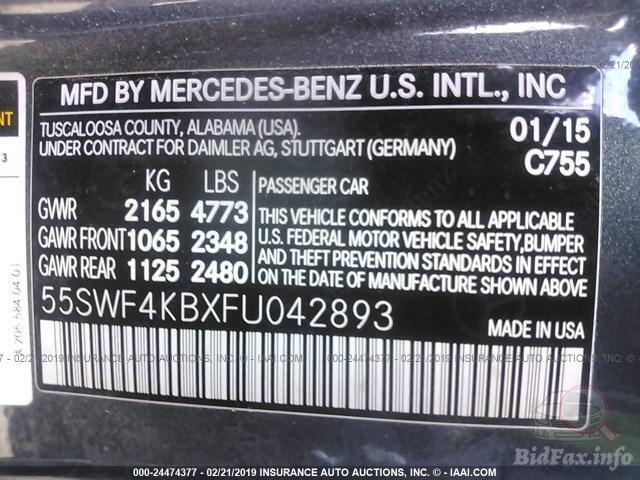 MFD BY MERCEDES-BENZ U.S. INTL., INC
TUSCALOOSA COUNTY, ALABAMA (USA). 01/15
UNDER CONTRACT FOR DAIMLER AG, STUTTGART (GERMANY) C755
KG LBS
GVWR 2165 4773
GAWR FRONT 1065 2348
GAWR REAR 1125 2480
PASSENGER CAR
THIS VEHICLE CONFORMS TO ALL APPLICABLE
U.S. FEDERAL MOTOR VEHICLE SAFETY, BUMPER
AND THEFT PREVENTION STANDARDS IN EFFECT
ON THE DATE OF MANUFACTURE SHOWN ABOVE.
55SWF4KBXFU042893
MADE IN USA
000-24474377 - 02/21/2019 INSURANCE AUTO AUCTIONS, INC. - IAAI.COM
BidFax.info